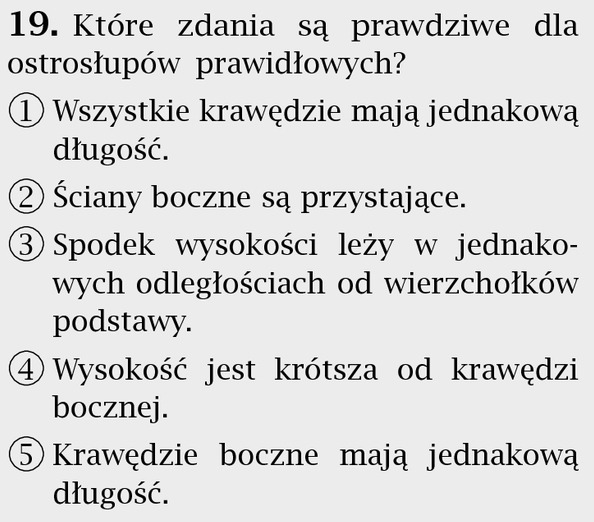 19. Które zdania są prawdziwe dla
ostrosłupów prawidłowych?
① Wszystkie krawędzie mają jednakową
długość.
② Ściany boczne są przystające.
③ Spodek wysokości leży w jednako-
wych odległościach od wierzchołków
podstawy.
④ Wysokość jest krótsza od krawędzi
bocznej.
⑤ Krawędzie boczne mają jednakową
długość.